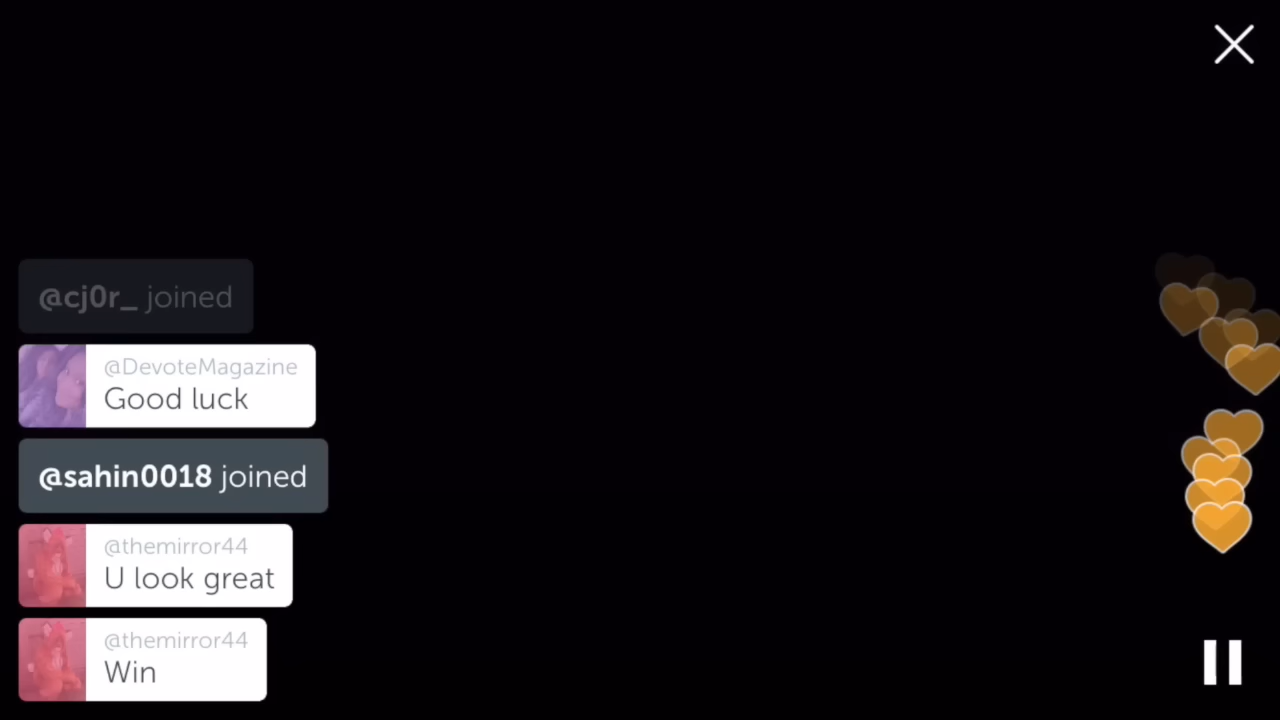 @cj0r_ joined
@DevoteMagazine
Good luck
@sahin0018 joined
@themirror44
U look great
@themirror44
Win